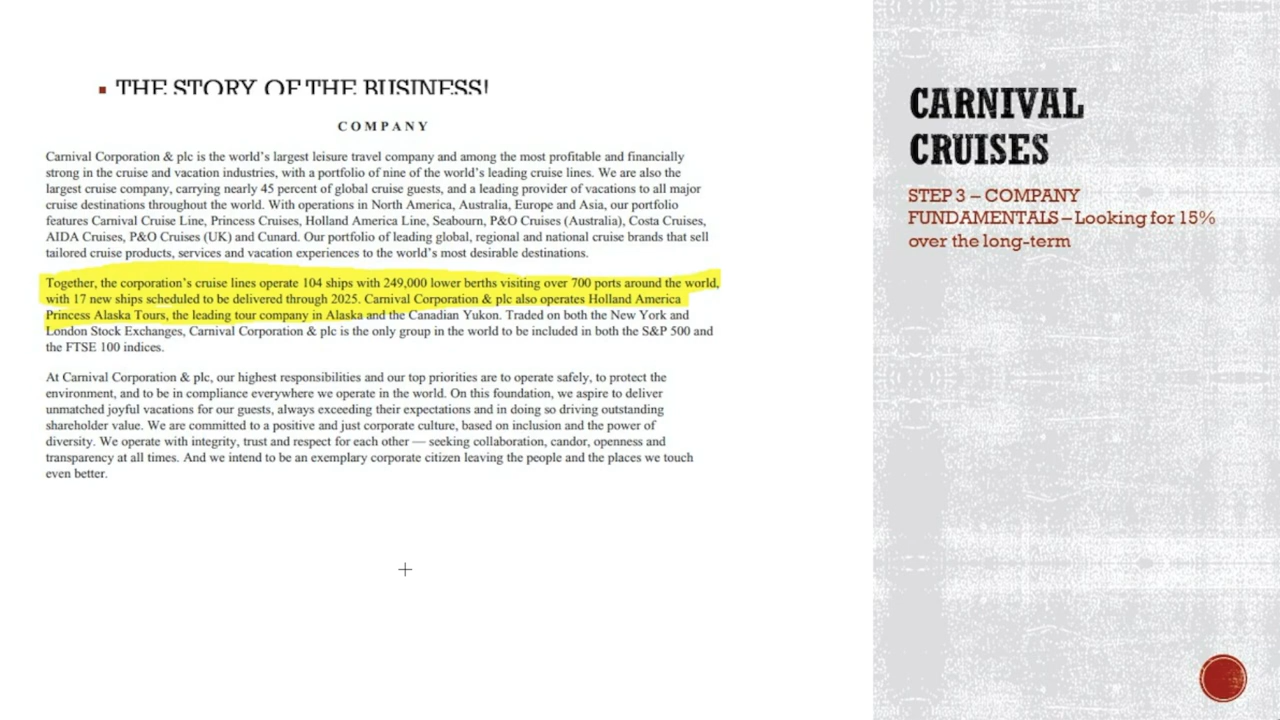 THE STORY OF THE BUSINESS!
COMPANY
Carnival Corporation & plc is the world's largest leisure travel company and among the most profitable and financially
strong in the cruise and vacation industries, with a portfolio of nine of the world's leading cruise lines. We are also the
largest cruise company, carrying nearly 45 percent of global cruise guests, and a leading provider of vacations to all major
cruise destinations throughout the world. With operations in North America, Australia, Europe and Asia, our portfolio
features Carnival Cruise Line, Princess Cruises, Holland America Line, Seabourn, P&O Cruises (Australia), Costa Cruises,
AIDA Cruises, P&O Cruises (UK) and Cunard. Our portfolio of leading global, regional and national cruise brands that sell
tailored cruise products, services and vacation experiences to the world's most desirable destinations.
Together, the corporation's cruise lines operate 104 ships with 249,000 lower berths visiting over 700 ports around the world,
with 17 new ships scheduled to be delivered through 2025. Carnival Corporation & plc also operates Holland America
Princess Alaska Tours, the leading tour company in Alaska and the Canadian Yukon. Traded on both the New York and
London Stock Exchanges, Carnival Corporation & plc is the only group in the world to be included in both the S&P 500 and
the FTSE 100 indices.
At Carnival Corporation & plc, our highest responsibilities and our top priorities are to operate safely, to protect the
environment, and to be in compliance everywhere we operate in the world. On this foundation, we aspire to deliver
unmatched joyful vacations for our guests, always exceeding their expectations and in doing so driving outstanding
shareholder value. We are committed to a positive and just corporate culture, based on inclusion and the power of
diversity. We operate with integrity, trust and respect for each other — seeking collaboration, candor, openness and
transparency at all times. And we intend to be an exemplary corporate citizen leaving the people and the places we touch
even better.
CARNIVAL
CRUISES
STEP 3 – COMPANY
FUNDAMENTALS – Looking for 15%
over the long-term